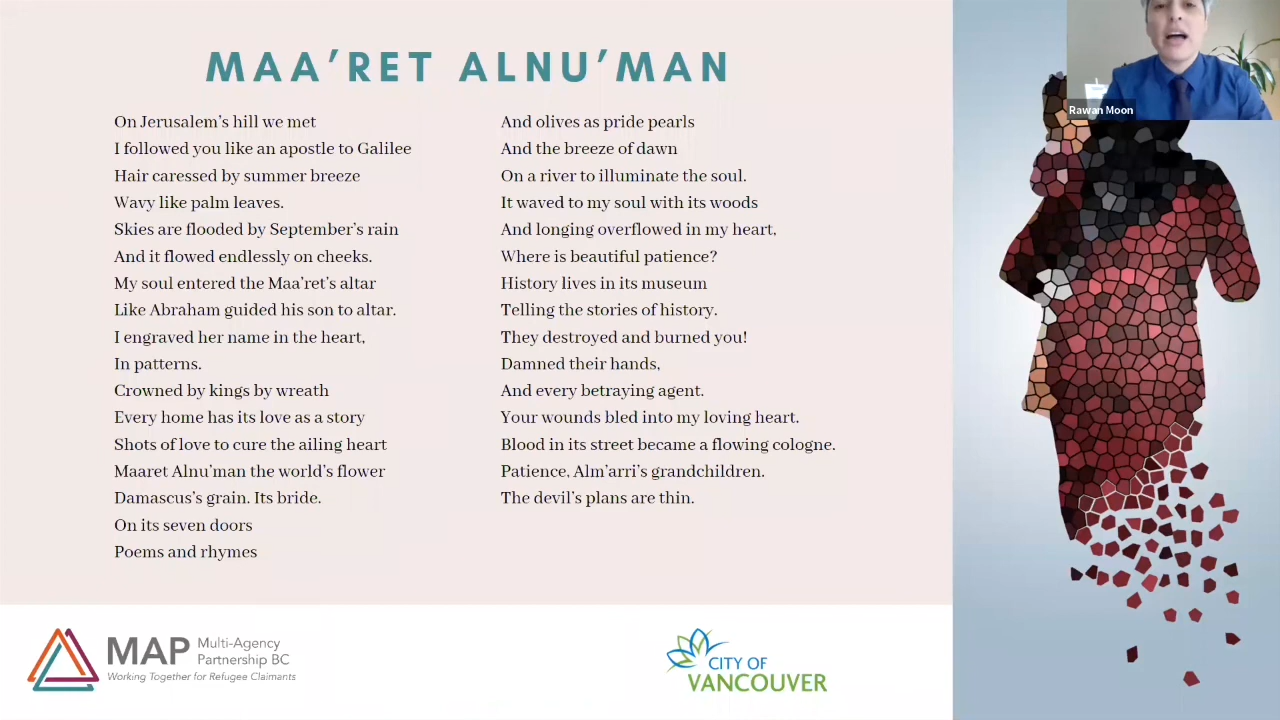 MAA'RET ALNU'MAN
On Jerusalem's hill we met
I followed you like an apostle to Galilee
Hair caressed by summer breeze
Wavy like palm leaves.
Skies are flooded by September's rain
And it flowed endlessly on cheeks.
My soul entered the Maa'ret's altar
Like Abraham guided his son to altar.
I engraved her name in the heart,
In patterns.
Crowned by kings by wreath
Every home has its love as a story
Shots of love to cure the ailing heart
Maaret Alnu'man the world's flower
Damascus's grain. Its bride.
On its seven doors
Poems and rhymes
And olives as pride pearls
And the breeze of dawn
On a river to illuminate the soul.
It waved to my soul with its woods
And longing overflowed in my heart,
Where is beautiful patience?
History lives in its museum
Telling the stories of history.
They destroyed and burned you!
Damned their hands,
And every betraying agent.
Your wounds bled into my loving heart.
Blood in its street became a flowing cologne.
Patience, Alm'arri's grandchildren.
The devil's plans are thin.
Rawan Moon
MAP
Multi-Agency
Partnership BC
Working Together for Refugee Claimants
CITY OF
VANCOUVER